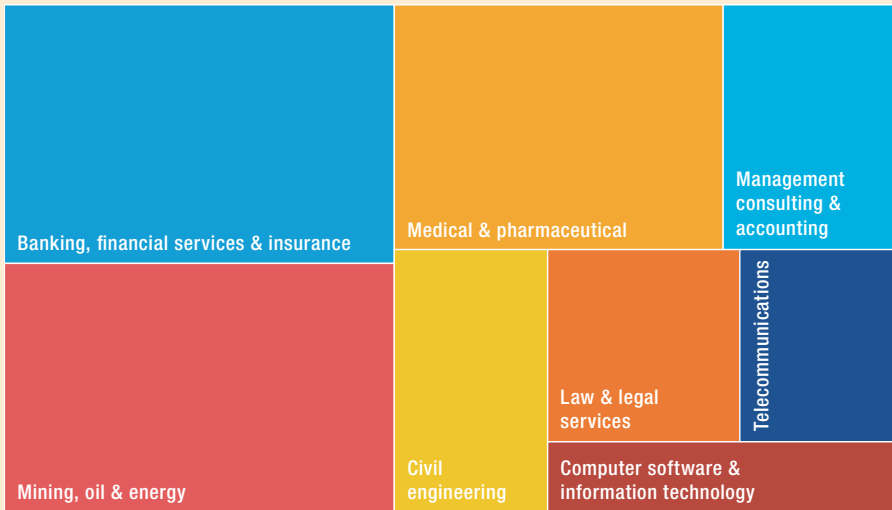 Banking, financial services & insurance
Medical & pharmaceutical
Management
consulting &
accounting
Mining, oil & energy
Civil
engineering
Law & legal
services
Telecommunications
Computer software &
information technology